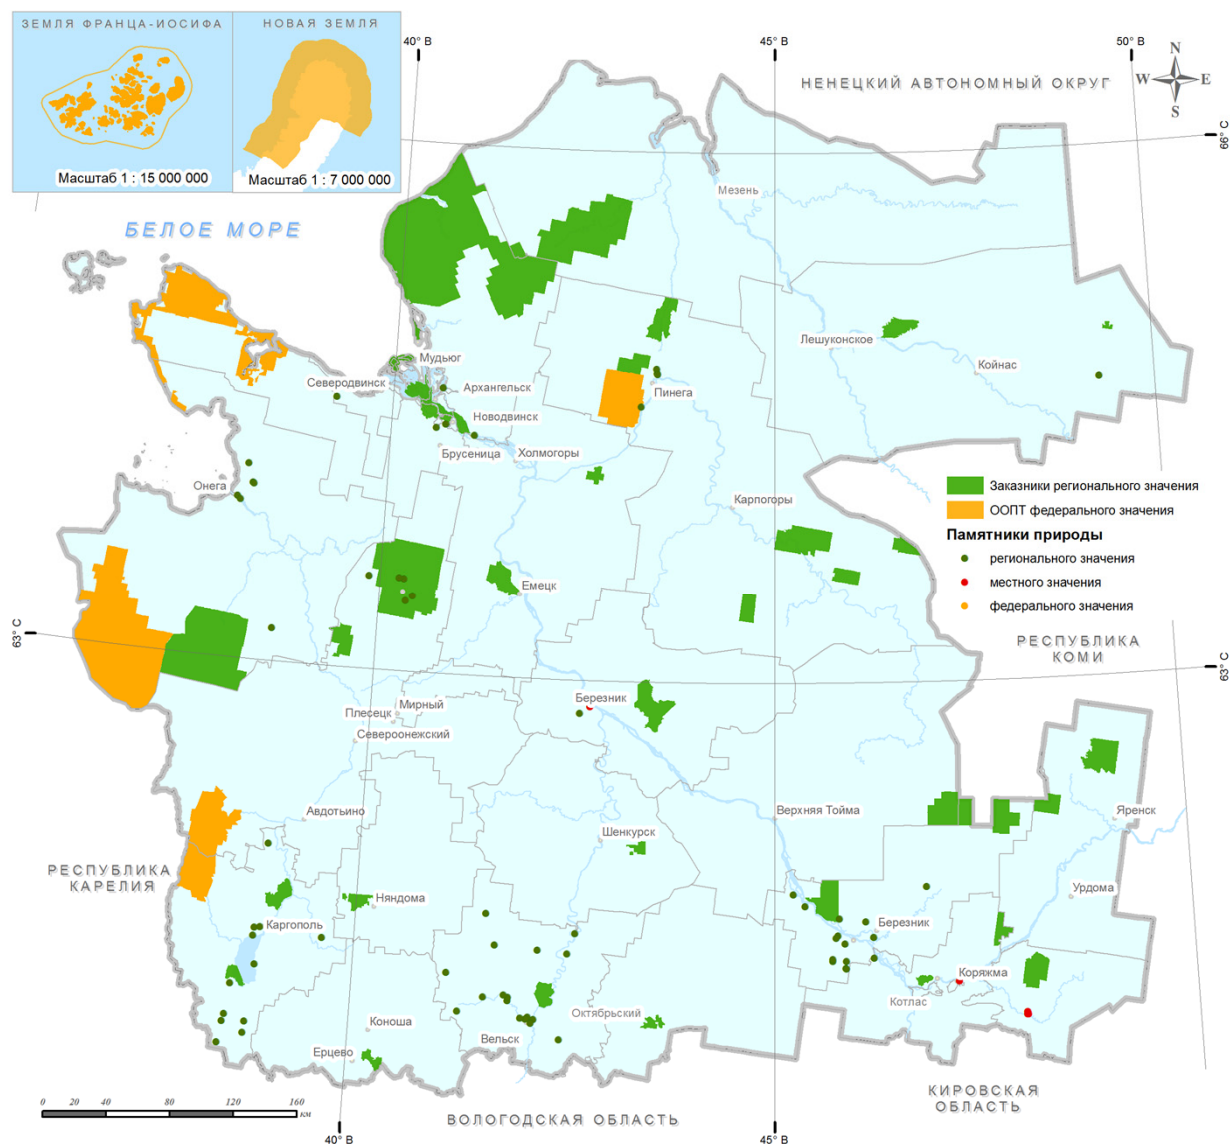 ЗЕМЛЯ ФРАНЦА-ИОСИФА
Масштаб 1 : 15 000 000
НОВАЯ ЗЕМЛЯ
Масштаб 1 : 7 000 000
40° В
45° В
50° В
N
W E
S
НЕНЕЦКИЙ АВТОНОМНЫЙ ОКРУГ
66° С
Мезень
БЕЛОЕ МОРЕ
Лешуконское
Койнас
Мудьюг
Северодвинск
Архангельск
Пинега
Новодвинск
Брусеница
Холмогоры
Онега
Карпогоры
Заказники регионального значения
ООПТ федерального значения
Памятники природы
регионального значения
местного значения
федерального значения
Емецк
63° С
РЕСПУБЛИКА
КОМИ
63° С
Березник
Мирный
Плесецк
Североонежский
Авдотьино
Верхняя Тойма
Яренск
Шенкурск
РЕСПУБЛИКА
КАРЕЛИЯ
Урдома
Няндома
Каргополь
Березник
Коряжма
Котлас
Октябрьский
Коноша
Вельск
Ерцево
0 20 40 80 120 160
КМ
ВОЛОГОДСКАЯ ОБЛАСТЬ
КИРОВСКАЯ
ОБЛАСТЬ
40° В
45° В